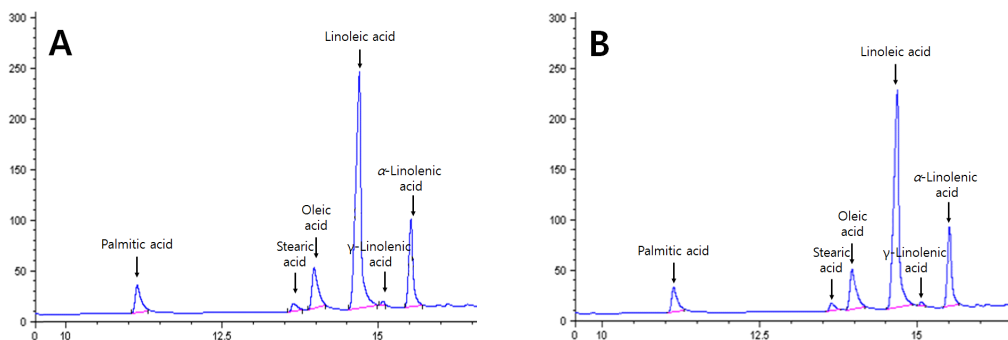 A
300
250
200
150
100
50
0
0
10
12.5
15
Palmitic acid
Stearic
acid
Oleic
acid
Linoleic acid
γ-Linolenic
acid
α-Linolenic
acid
B
300
250
200
150
100
50
0
0
10
12.5
15
Palmitic acid
Stearic
acid
Oleic
acid
Linoleic acid
γ-Linolenic
acid
α-Linolenic
acid